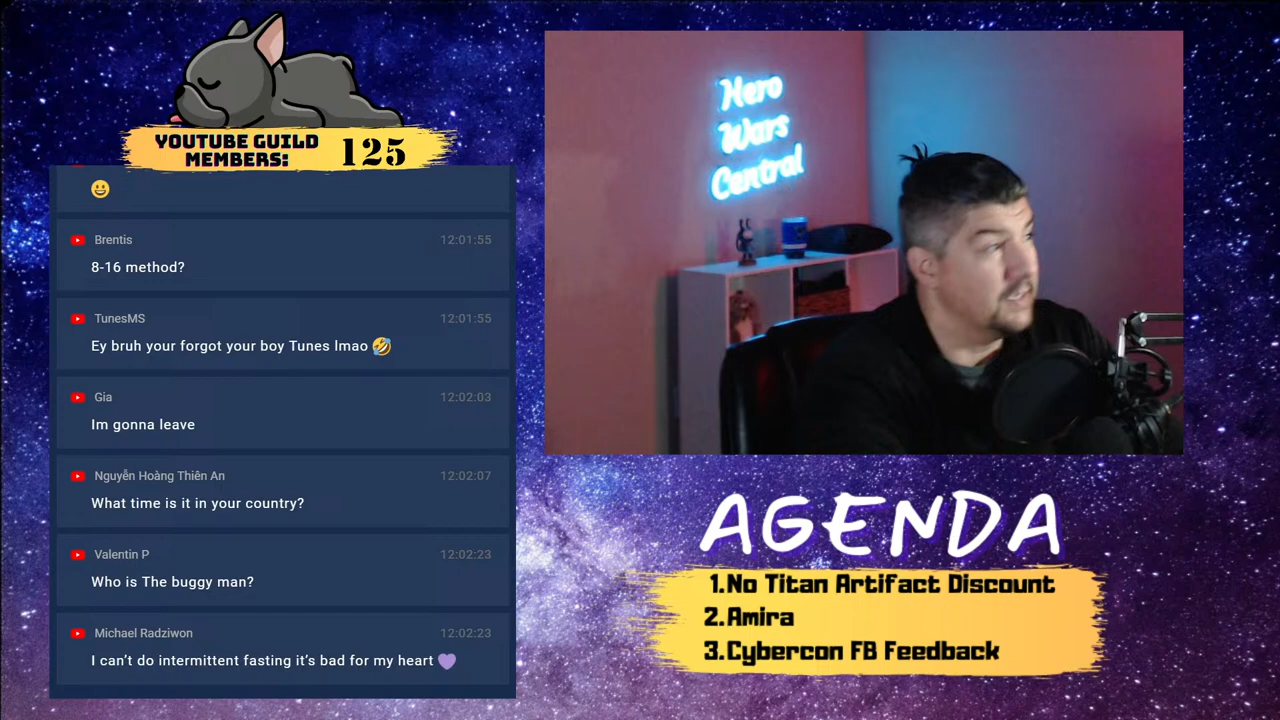 YOUTUBE GUILD
MEMBERS: 125
😀
Brentis 12:01:55
8-16 method?
TunesMS 12:01:55
Ey bruh your forgot your boy Tunes lmao 🤣
Gia 12:02:03
Im gonna leave
Nguyễn Hoàng Thiên An 12:02:07
What time is it in your country?
Valentin P 12:02:23
Who is The buggy man?
Michael Radziwon 12:02:23
I can't do intermittent fasting it's bad for my heart 💜
Hero
Wars
Central
AGENDA
1.No Titan Artifact Discount
2.Amira
3.Cybercon FB Feedback